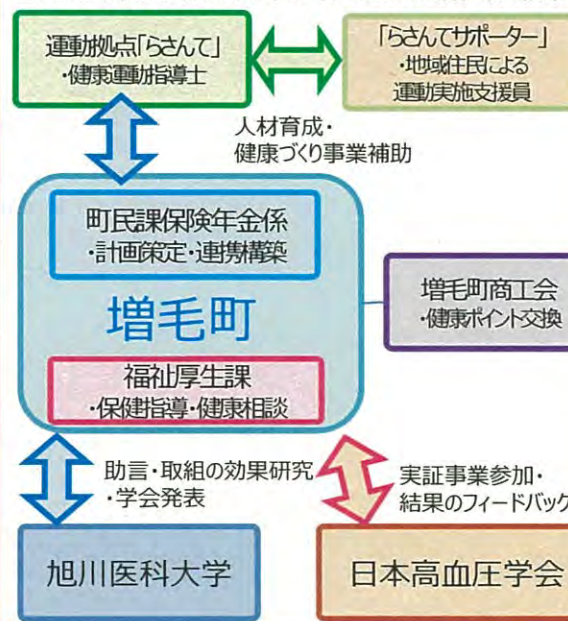 運動拠点「らさんて」
・健康運動指導士
「らさんてサポーター」
・地域住民による
運動実施支援員
人材育成・
健康づくり事業補助
町民課保険年金係
・計画策定・連携構築
増毛町
福祉厚生課
・保健指導・健康相談
増毛町商工会
・健康ポイント交換
助言・取組の効果研究
・学会発表
実証事業参加・
結果のフィードバック
旭川医科大学
日本高血圧学会